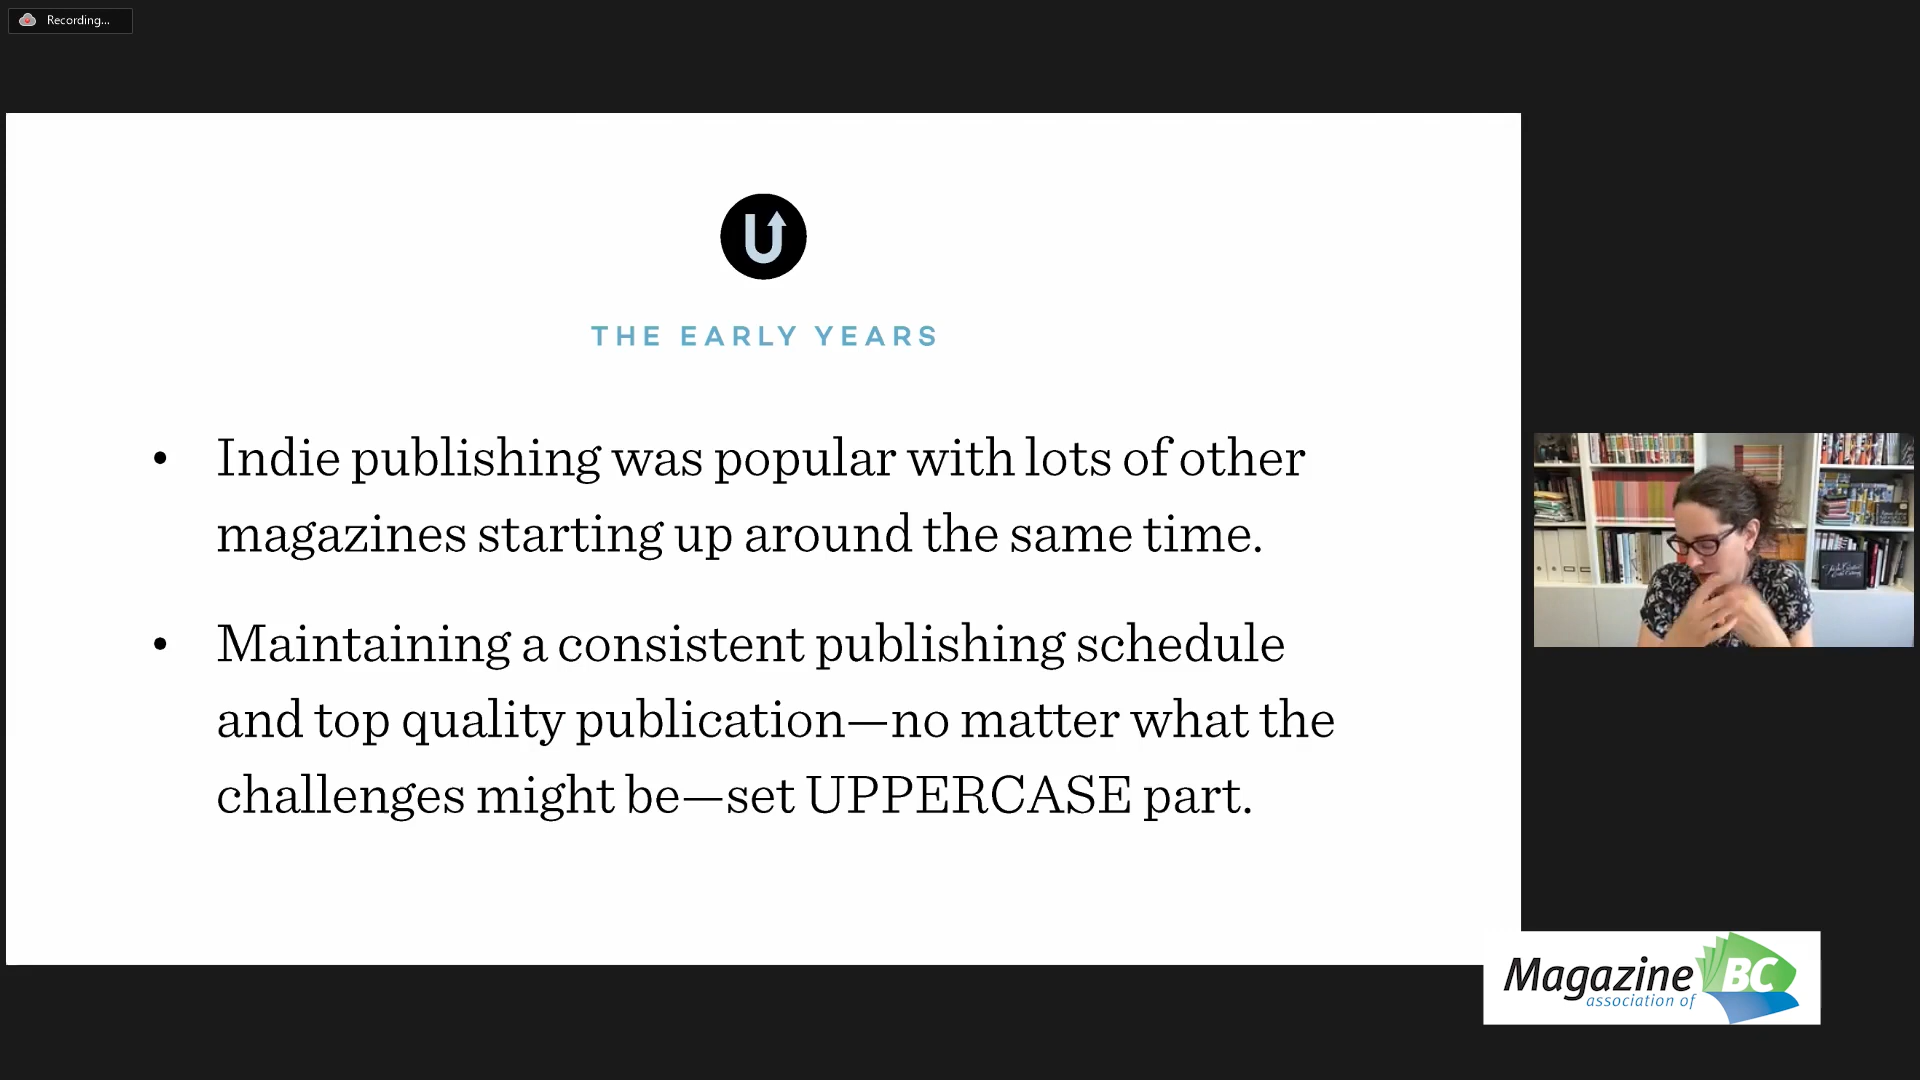 Recording...
THE EARLY YEARS
• Indie publishing was popular with lots of other
magazines starting up around the same time.
• Maintaining a consistent publishing schedule
and top quality publication—no matter what the
challenges might be—set UPPERCASE part.
Magazine BC
association of